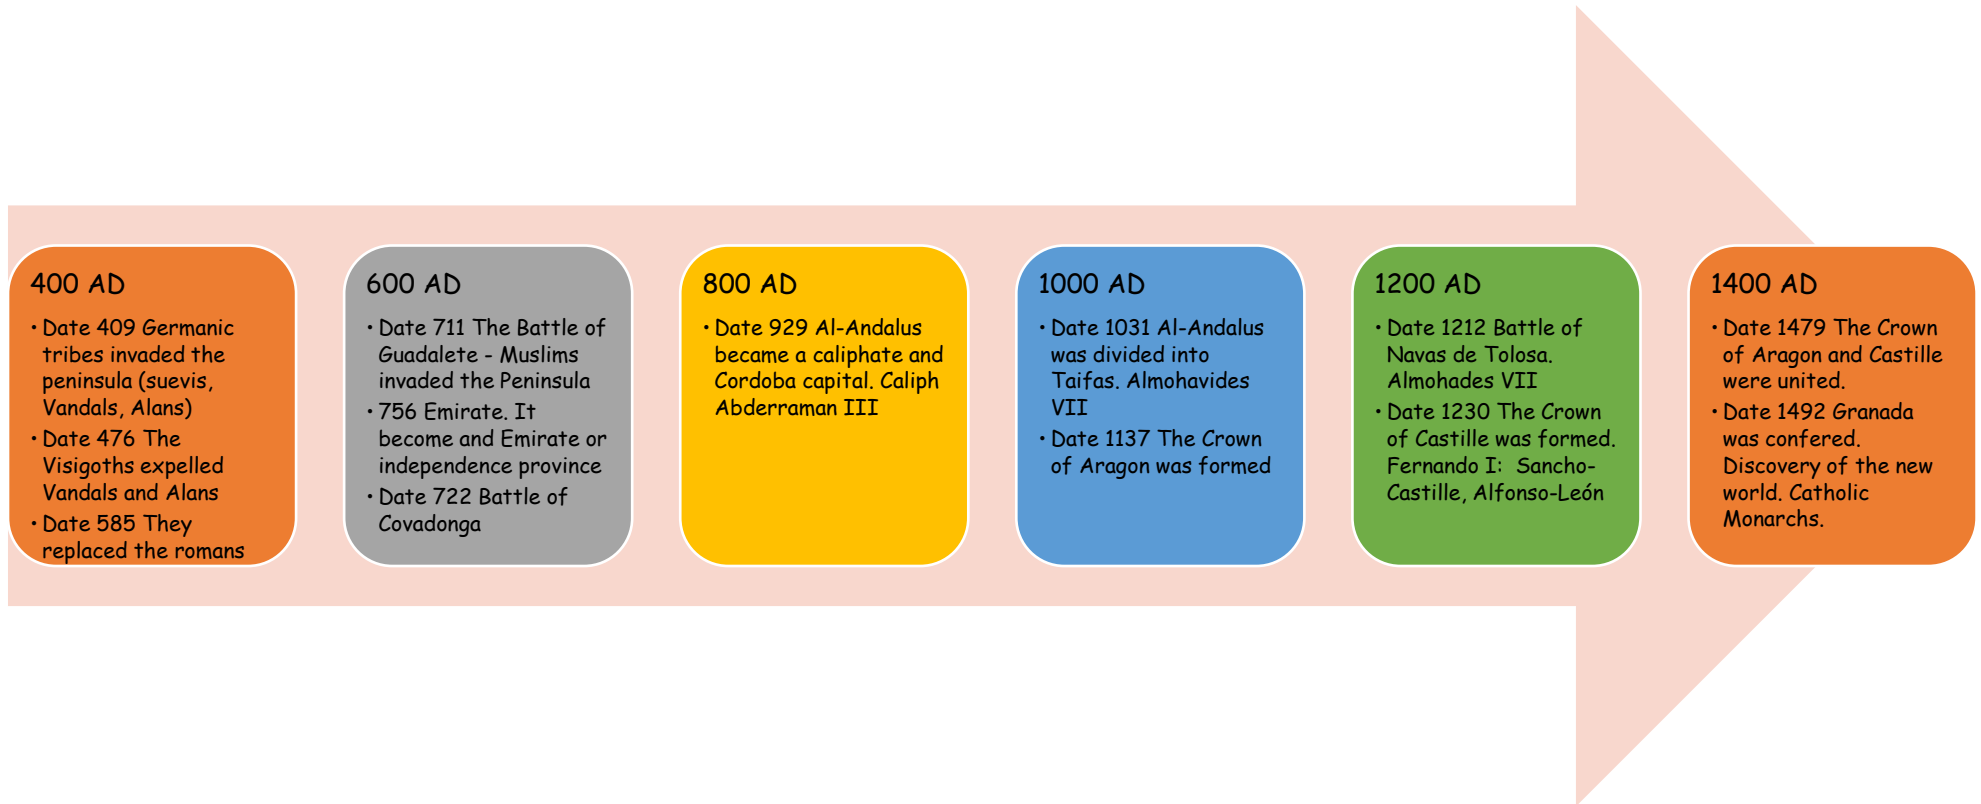 400 AD
• Date 409 Germanic
tribes invaded the
peninsula (suevis,
Vandals, Alans)
• Date 476 The
Visigoths expelled
Vandals and Alans
• Date 585 They
replaced the romans
600 AD
• Date 711 The Battle of
Guadalete - Muslims
invaded the Peninsula
• 756 Emirate. It
become and Emirate or
independence province
• Date 722 Battle of
Covadonga
800 AD
• Date 929 Al-Andalus
became a caliphate and
Cordoba capital. Caliph
Abderraman III
1000 AD
• Date 1031 Al-Andalus
was divided into
Taifas. Almohavides
VII
• Date 1137 The Crown
of Aragon was formed
1200 AD
• Date 1212 Battle of
Navas de Tolosa.
Almohades VII
• Date 1230 The Crown
of Castille was formed.
Fernando I: Sancho-
Castille, Alfonso-León
1400 AD
• Date 1479 The Crown
of Aragon and Castille
were united.
• Date 1492 Granada
was confered.
Discovery of the new
world. Catholic
Monarchs.